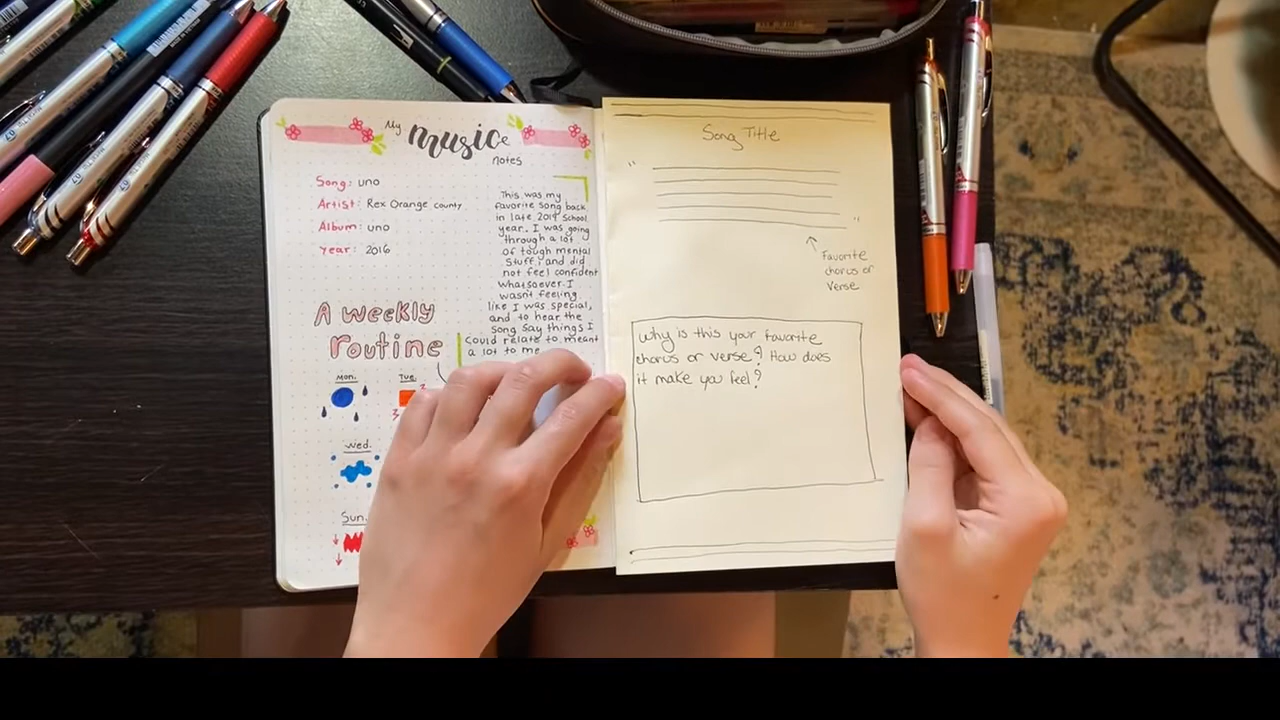 My music notes
Song: uno
Artist: Rex Orange county
Album: uno
Year: 2016
This was my
favorite song back
in late 2019 school
year. I was going
through a lot
of tough mental
stuff, and did
not feel confident
whatsoever. I
wasn't feeling
like I was special,
and to hear the
song say things I
could relate to meant
a lot to me
A weekly
routine
Mon. Tue.
Wed.
Sun.
Song Title
"
"
Favorite
chorus or
verse
Why is this your favorite
chorus or verse? How does
it make you feel?